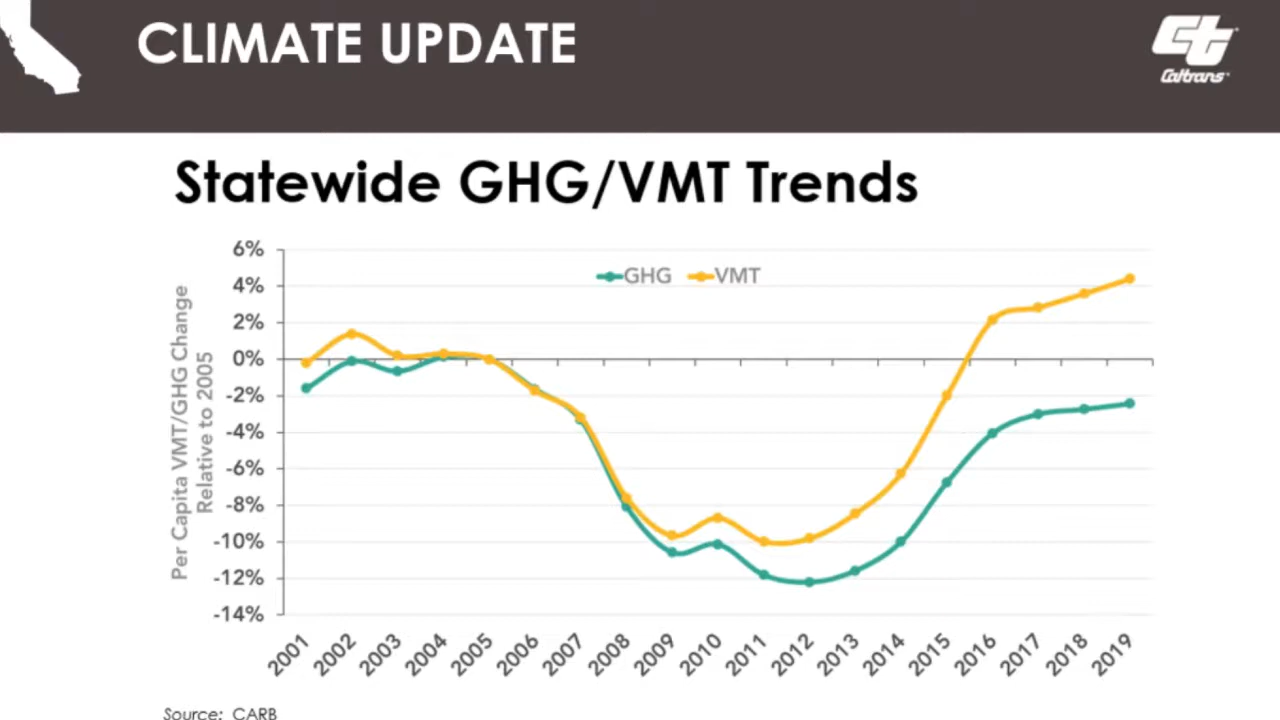 CLIMATE UPDATE
Caltrans
Statewide GHG/VMT Trends
6%
4%
2%
0%
-2%
-4%
-6%
-8%
-10%
-12%
-14%
Per Capita VMT/GHG Change
Relative to 2005
GHG VMT
2001 2002 2003 2004 2005 2006 2007 2008 2009 2010 2011 2012 2013 2014 2015 2016 2017 2018 2019
Source: CARB